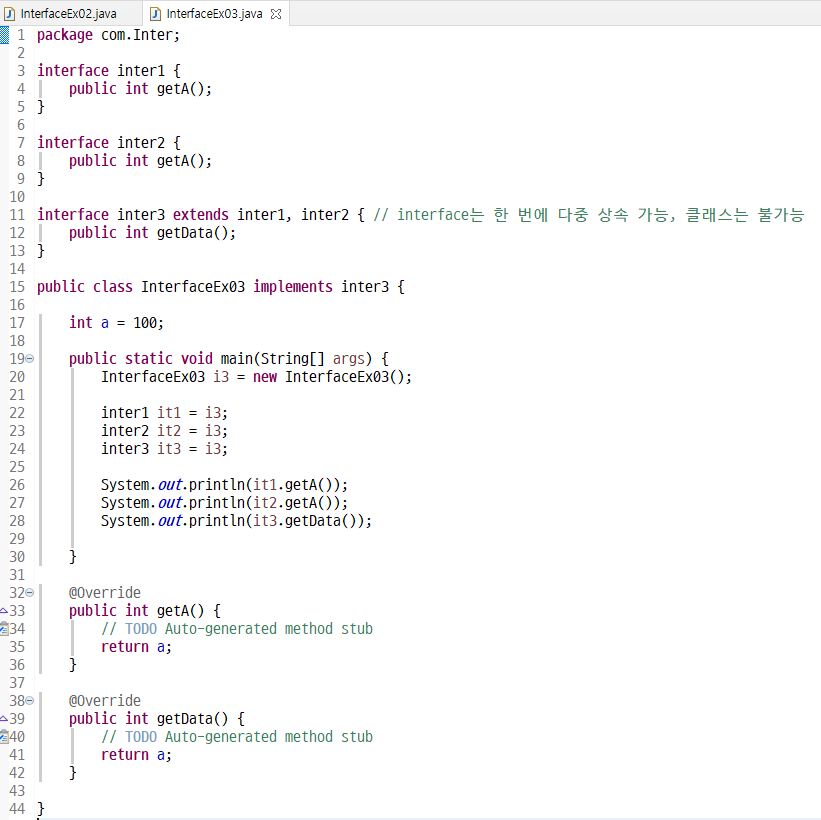 InterfaceEx02.java InterfaceEx03.java
1 package com.Inter;
2
3 interface inter1 {
4 public int getA();
5 }
6
7 interface inter2 {
8 public int getA();
9 }
10
11 interface inter3 extends inter1, inter2 { // interface는 한 번에 다중 상속 가능, 클래스는 불가능
12 public int getData();
13 }
14
15 public class InterfaceEx03 implements inter3 {
16
17 int a = 100;
18
19 public static void main(String[] args) {
20 InterfaceEx03 i3 = new InterfaceEx03();
21
22 inter1 it1 = i3;
23 inter2 it2 = i3;
24 inter3 it3 = i3;
25
26 System.out.println(it1.getA());
27 System.out.println(it2.getA());
28 System.out.println(it3.getData());
29
30 }
31
32 @Override
33 public int getA() {
34 // TODO Auto-generated method stub
35 return a;
36 }
37
38 @Override
39 public int getData() {
40 // TODO Auto-generated method stub
41 return a;
42 }
43
44 }